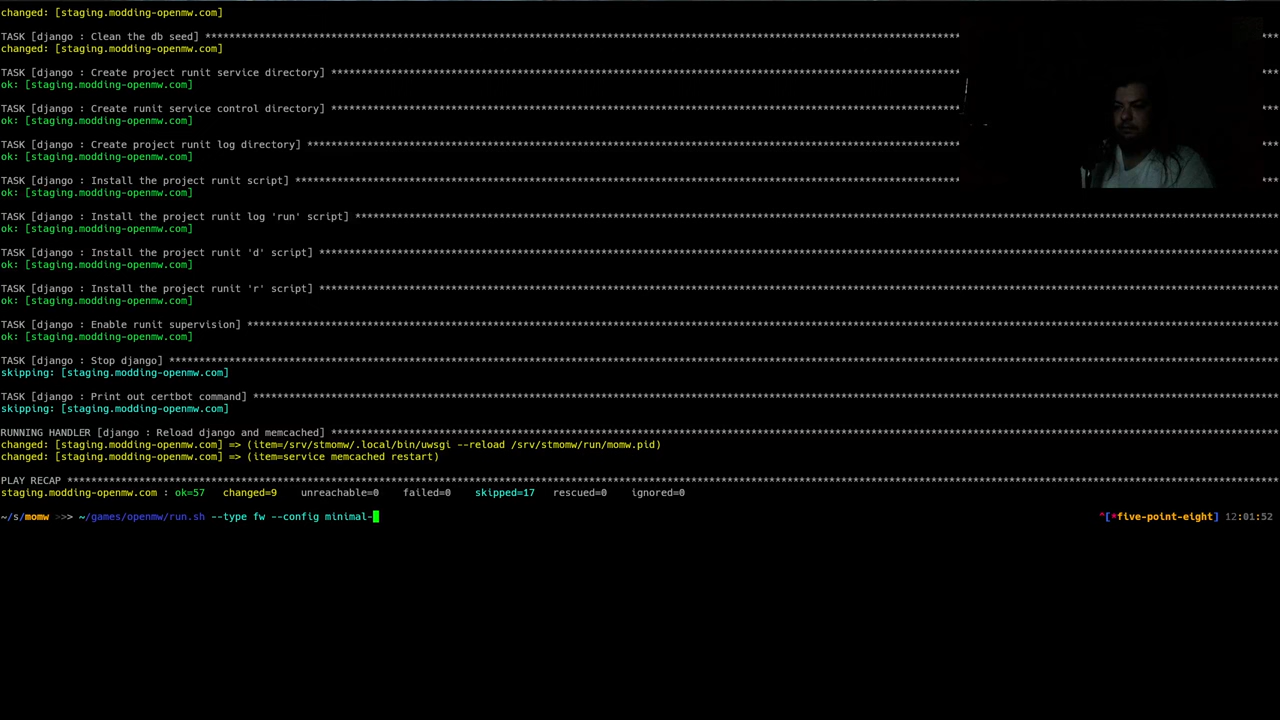 changed: [staging.modding-openmw.com]
TASK [django : Clean the db seed] ******************************************************************************************************************************
changed: [staging.modding-openmw.com]
TASK [django : Create project runit service directory] *********************************************************************************************************
ok: [staging.modding-openmw.com]
TASK [django : Create runit service control directory] *********************************************************************************************************
ok: [staging.modding-openmw.com]
TASK [django : Create project runit log directory] *************************************************************************************************************
ok: [staging.modding-openmw.com]
TASK [django : Install the project runit script] ***************************************************************************************************************
ok: [staging.modding-openmw.com]
TASK [django : Install the project runit log 'run' script] *****************************************************************************************************
ok: [staging.modding-openmw.com]
TASK [django : Install the project runit 'd' script] ***********************************************************************************************************
ok: [staging.modding-openmw.com]
TASK [django : Install the project runit 'r' script] ***********************************************************************************************************
ok: [staging.modding-openmw.com]
TASK [django : Enable runit supervision] ***********************************************************************************************************************
ok: [staging.modding-openmw.com]
TASK [django : Stop django] ************************************************************************************************************************************
skipping: [staging.modding-openmw.com]
TASK [django : Print out certbot command] **********************************************************************************************************************
skipping: [staging.modding-openmw.com]
RUNNING HANDLER [django : Reload django and memcached] *********************************************************************************************************
changed: [staging.modding-openmw.com] => (item=/srv/stmomw/.local/bin/uwsgi --reload /srv/stmomw/run/momw.pid)
changed: [staging.modding-openmw.com] => (item=service memcached restart)
PLAY RECAP *****************************************************************************************************************************************************
staging.modding-openmw.com : ok=57 changed=9 unreachable=0 failed=0 skipped=17 rescued=0 ignored=0
~/s/momw >>> ~/games/openmw/run.sh --type fw --config minimal- ^[*five-point-eight] 12:01:52